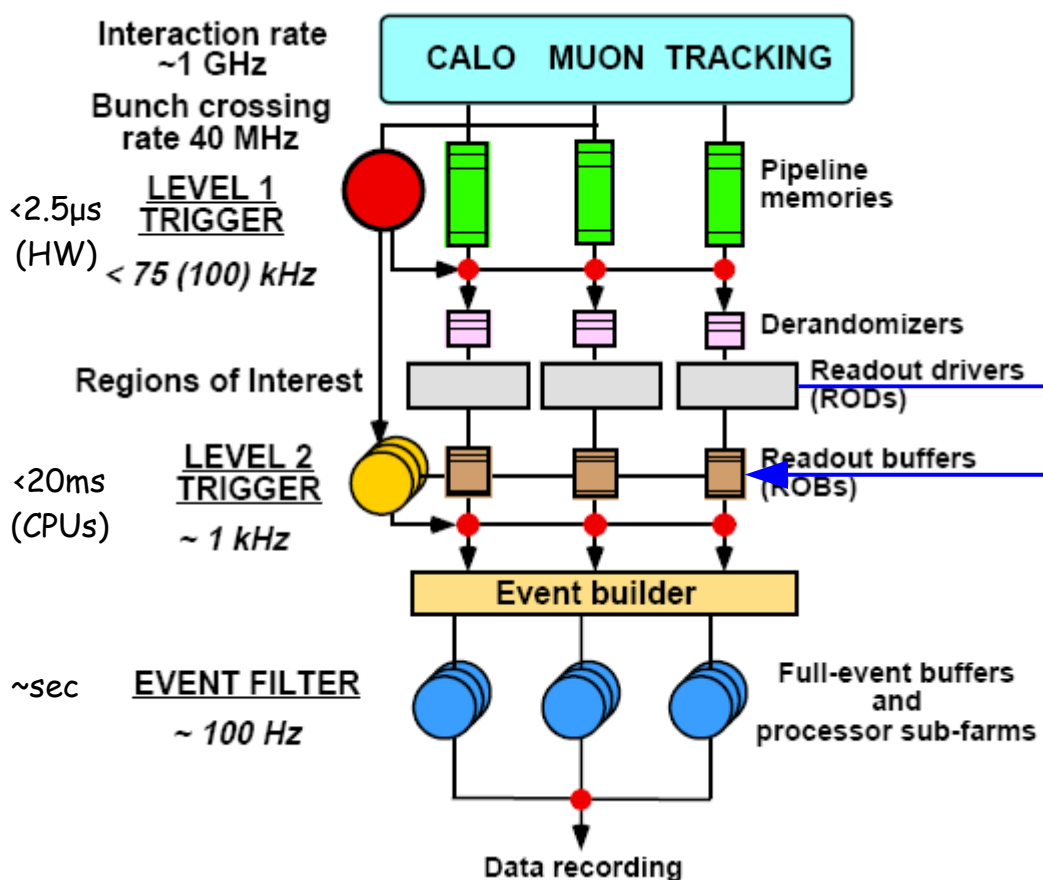 Interaction rate
~1 GHz
CALO MUON TRACKING
Bunch crossing
rate 40 MHz
Pipeline
memories
<2.5µs
(HW)
LEVEL 1
TRIGGER
< 75 (100) kHz
Derandomizers
Regions of Interest
Readout drivers
(RODs)
<20ms
(CPUs)
LEVEL 2
TRIGGER
~ 1 kHz
Readout buffers
(ROBs)
Event builder
~sec
EVENT FILTER
~ 100 Hz
Full-event buffers
and
processor sub-farms
Data recording